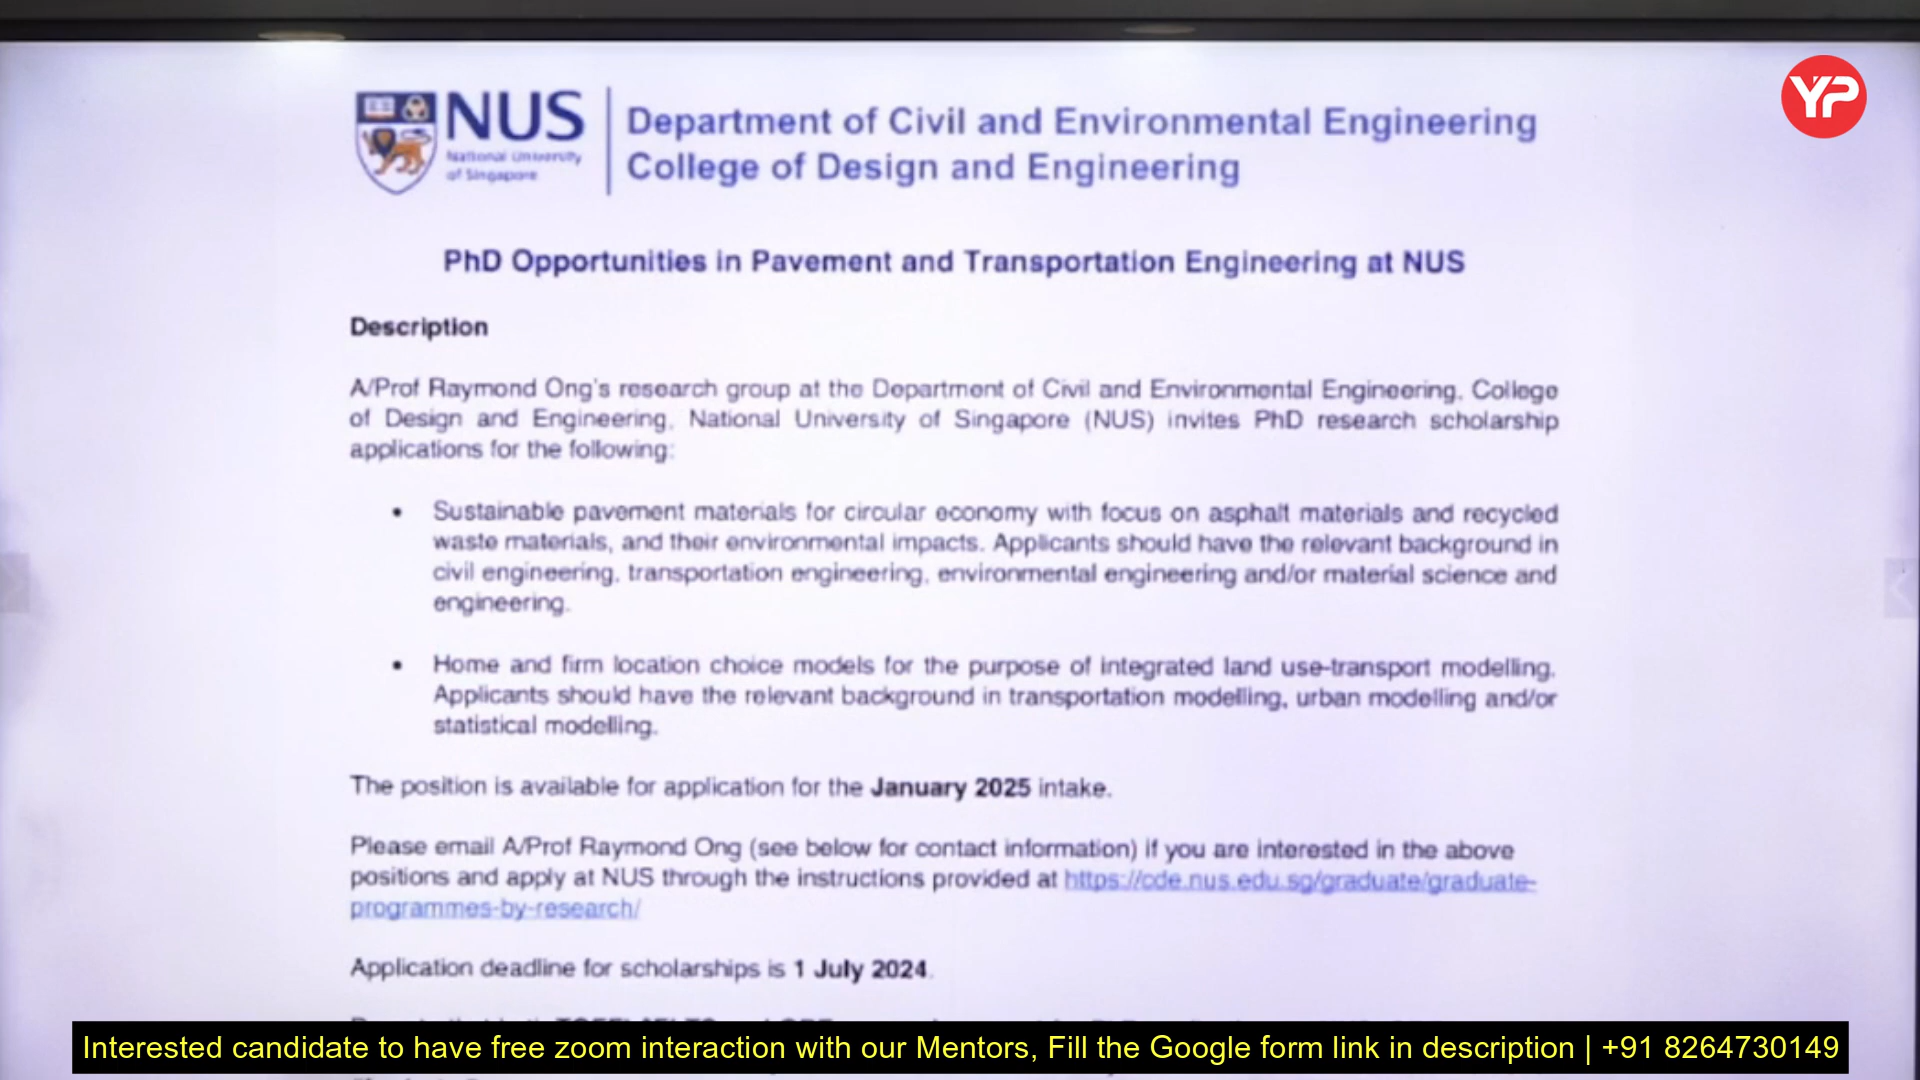 YP
NUS
National University
of Singapore
Department of Civil and Environmental Engineering
College of Design and Engineering
PhD Opportunities in Pavement and Transportation Engineering at NUS
Description
A/Prof Raymond Ong's research group at the Department of Civil and Environmental Engineering, College
of Design and Engineering, National University of Singapore (NUS) invites PhD research scholarship
applications for the following:
• Sustainable pavement materials for circular economy with focus on asphalt materials and recycled
waste materials, and their environmental impacts. Applicants should have the relevant background in
civil engineering, transportation engineering, environmental engineering and/or material science and
engineering.
• Home and firm location choice models for the purpose of integrated land use-transport modelling.
Applicants should have the relevant background in transportation modelling, urban modelling and/or
statistical modelling.
The position is available for application for the January 2025 intake.
Please email A/Prof Raymond Ong (see below for contact information) if you are interested in the above
positions and apply at NUS through the instructions provided at https://cde.nus.edu.sg/graduate/graduate-
programmes-by-research/
Application deadline for scholarships is 1 July 2024.
Interested candidate to have free zoom interaction with our Mentors, Fill the Google form link in description | +91 8264730149